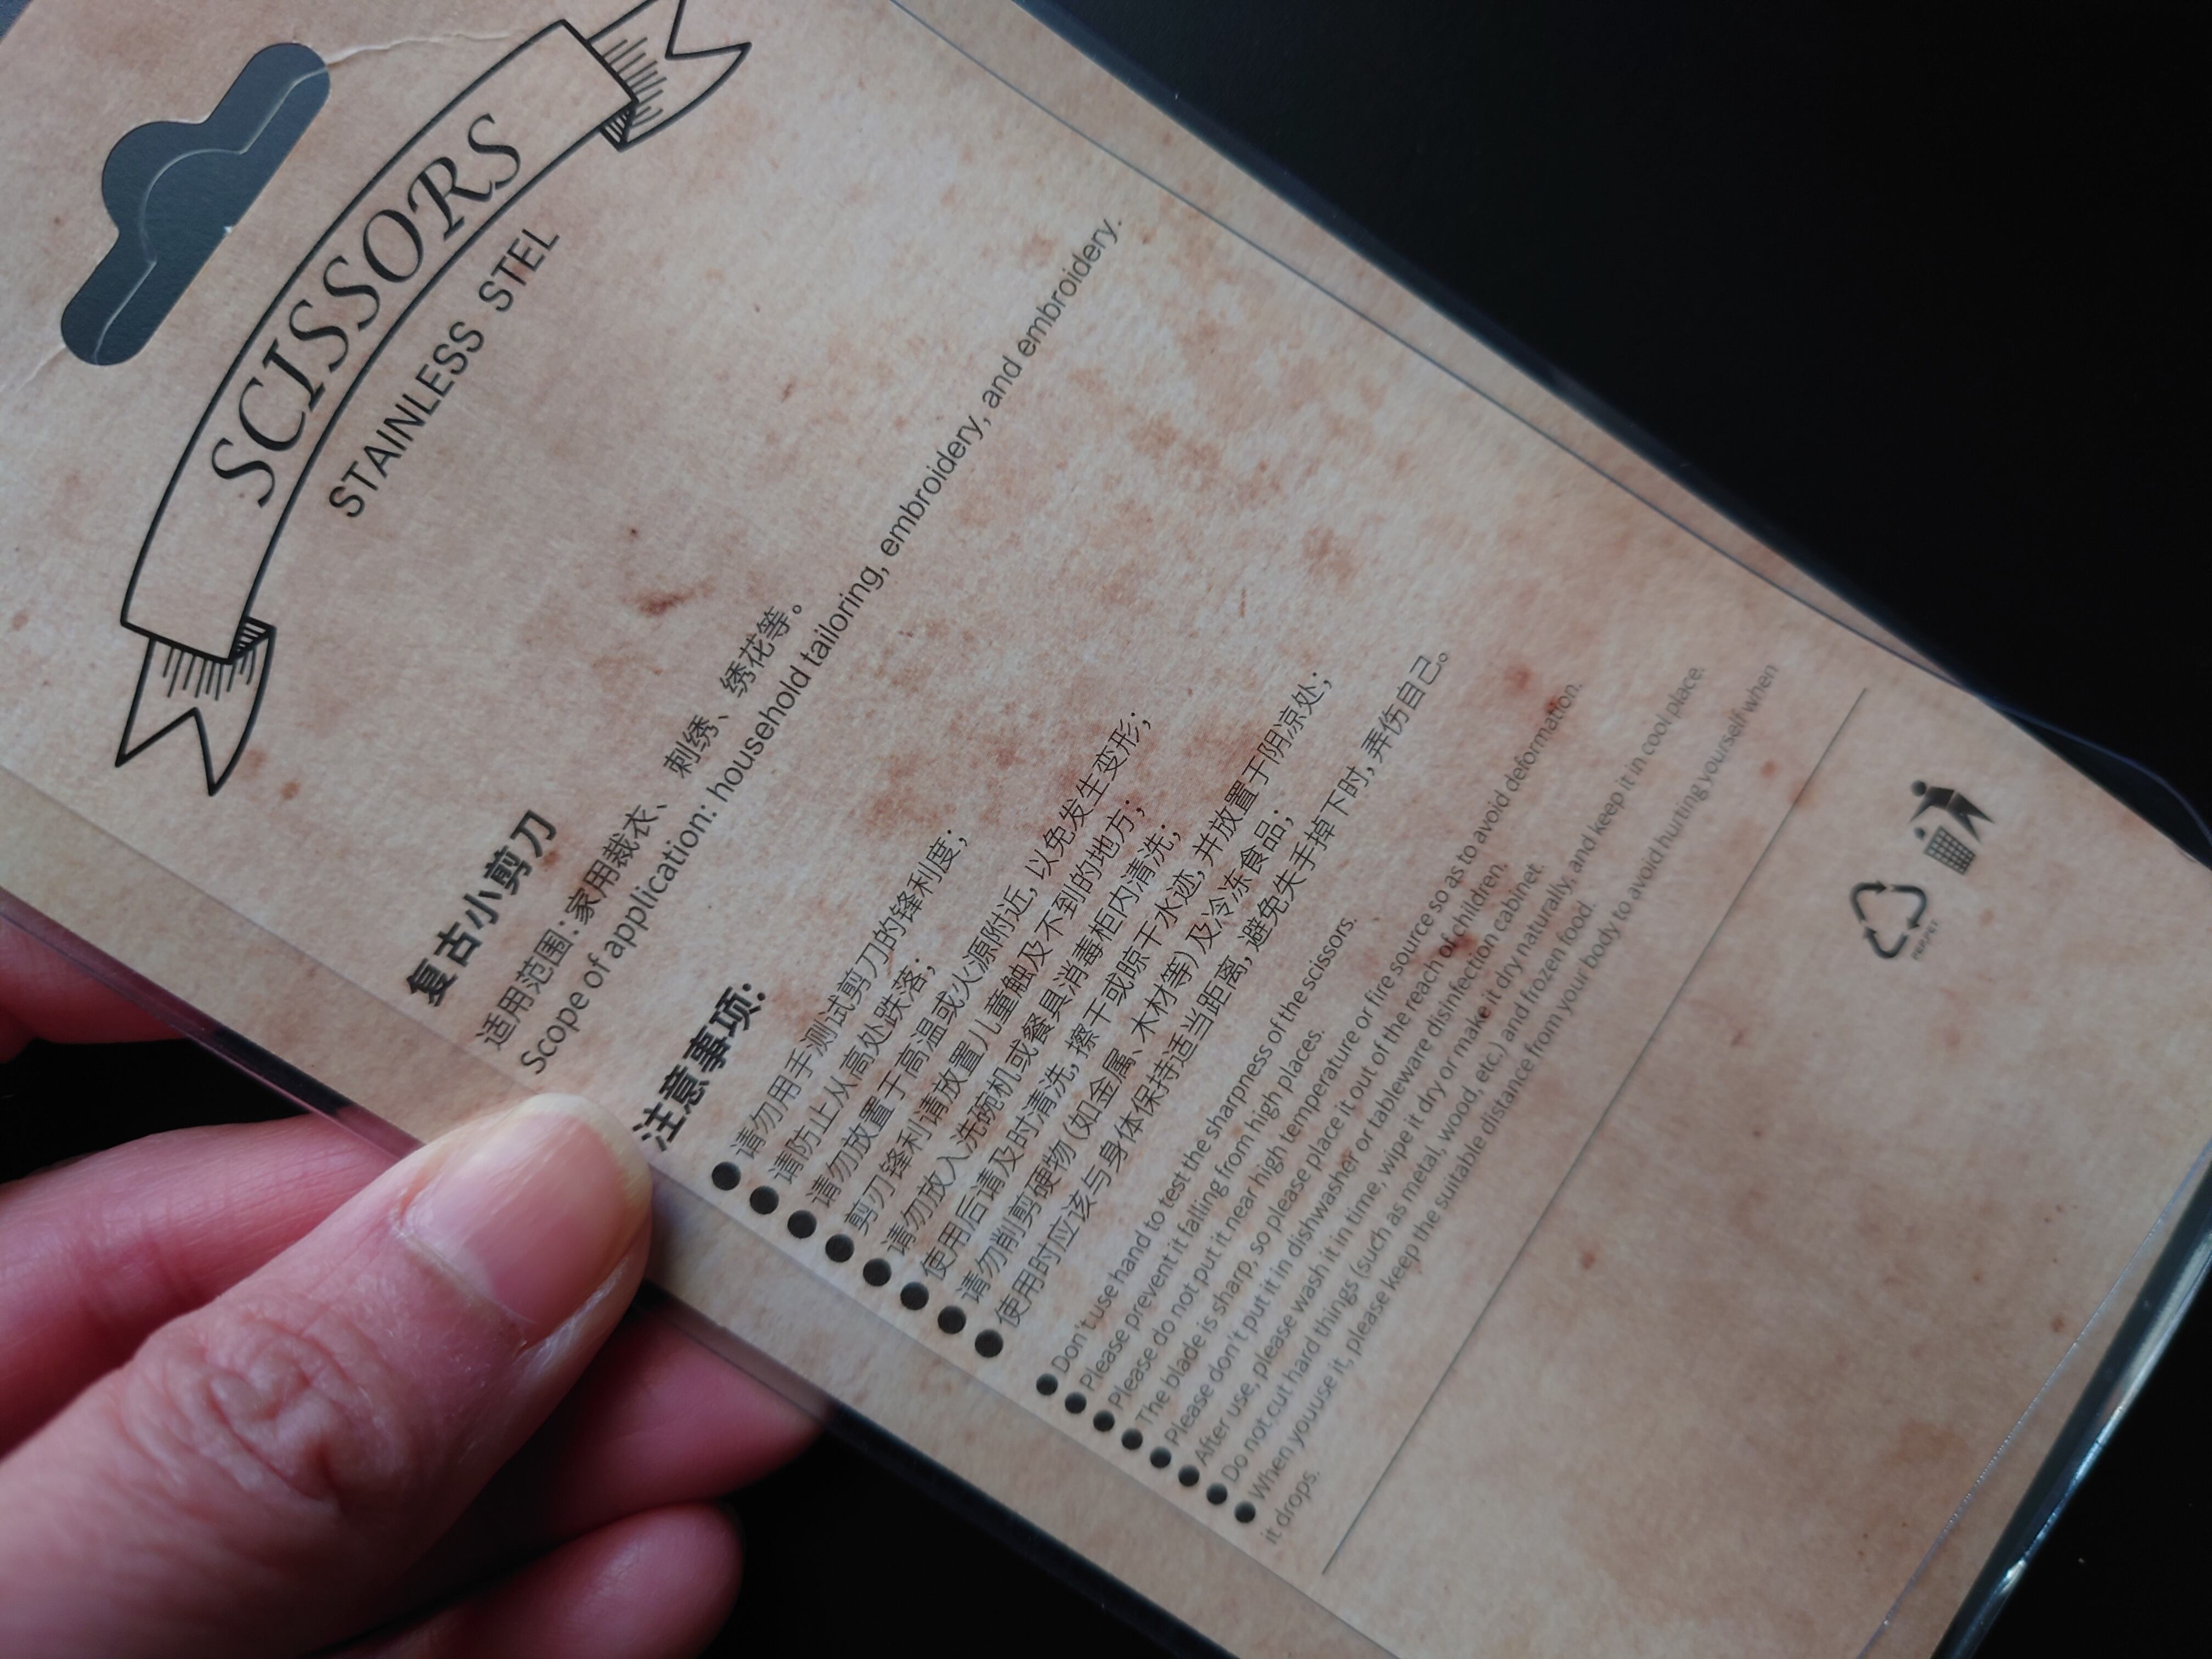 SCISSORS
STAINLESS STEL
复古小剪刀
适用范围：家用裁衣、刺绣、绣花等。
Scope of application: household tailoring, embroidery, embroidery, and embroidery.
注意事项：
●请勿用手测试剪刀的锋利度；
●请防止从高处跌落；
●请勿放置于高温或火源附近，以免发生变形；
●剪刃锋利请放置儿童触及不到的地方；
●请勿放入洗碗机或餐具消毒柜内清洗；
●使用后请及时清洗，擦干或晾干水迹，并放置于阴凉处；
●请勿削剪硬物（如金属、木材等）及冷冻食品；
●使用时应该与身体保持适当距离，避免失手掉下时，弄伤自己。
●Don't use hand to test the sharpness of the scissors.
●Please prevent it falling from high places.
●Please do not put it near high temperature or fire source so as to avoid deformation.
●The blade is sharp, so please place it out of the reach of children.
●Please don't put it in dishwasher or tableware disinfection cabinet.
●After use, please wash it in time, wipe it dry or make it dry naturally, and keep it in cool place.
●Do not cut hard things (such as metal, wood, etc.) and frozen food.
●When youuse it, please keep the suitable distance from your body to avoid hurting yourself when
it drops.